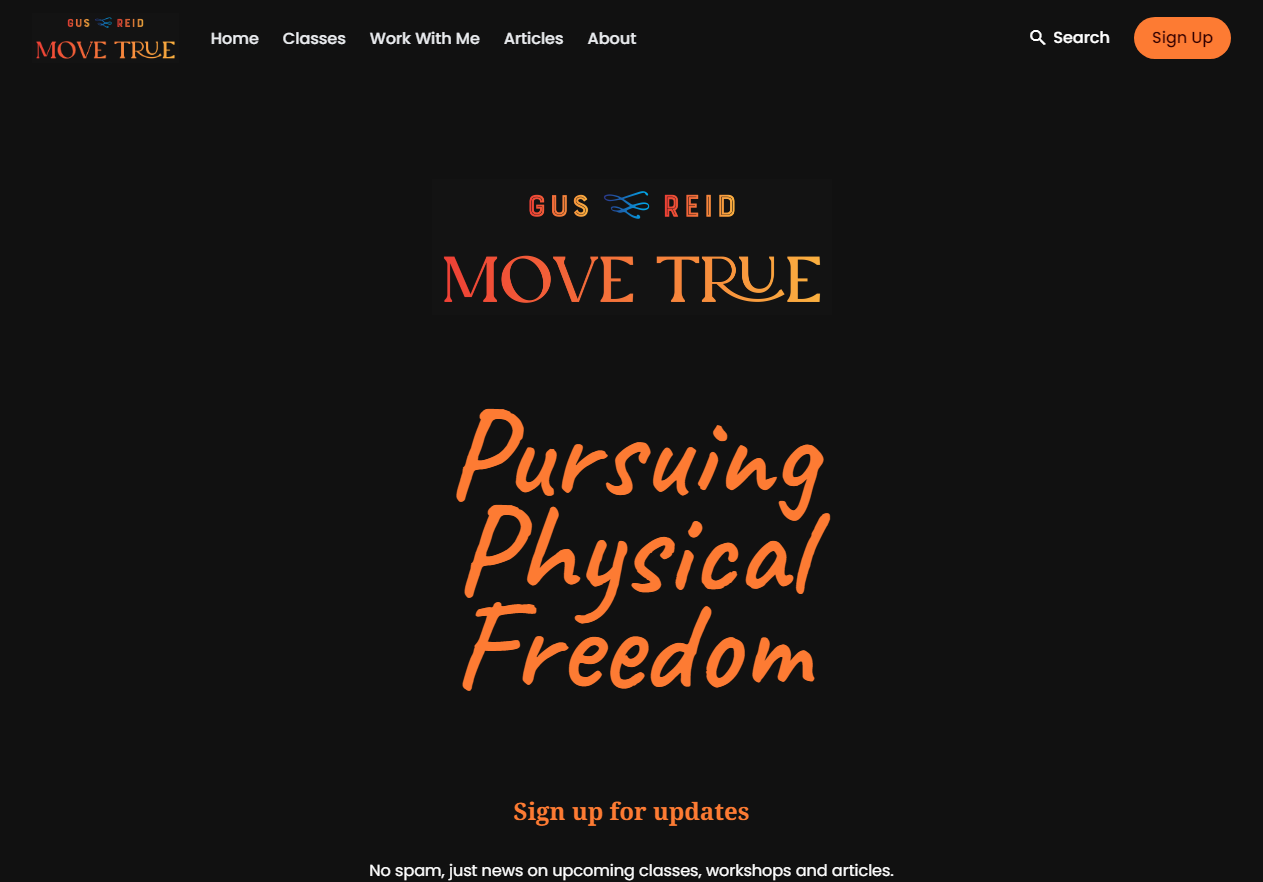 GUS REID
MOVE TRUE
Home
Classes
Work With Me
Articles
About
Search
Sign Up
GUS REID
MOVE TRUE
Pursuing
Physical
Freedom
Sign up for updates
No spam, just news on upcoming classes, workshops and articles.